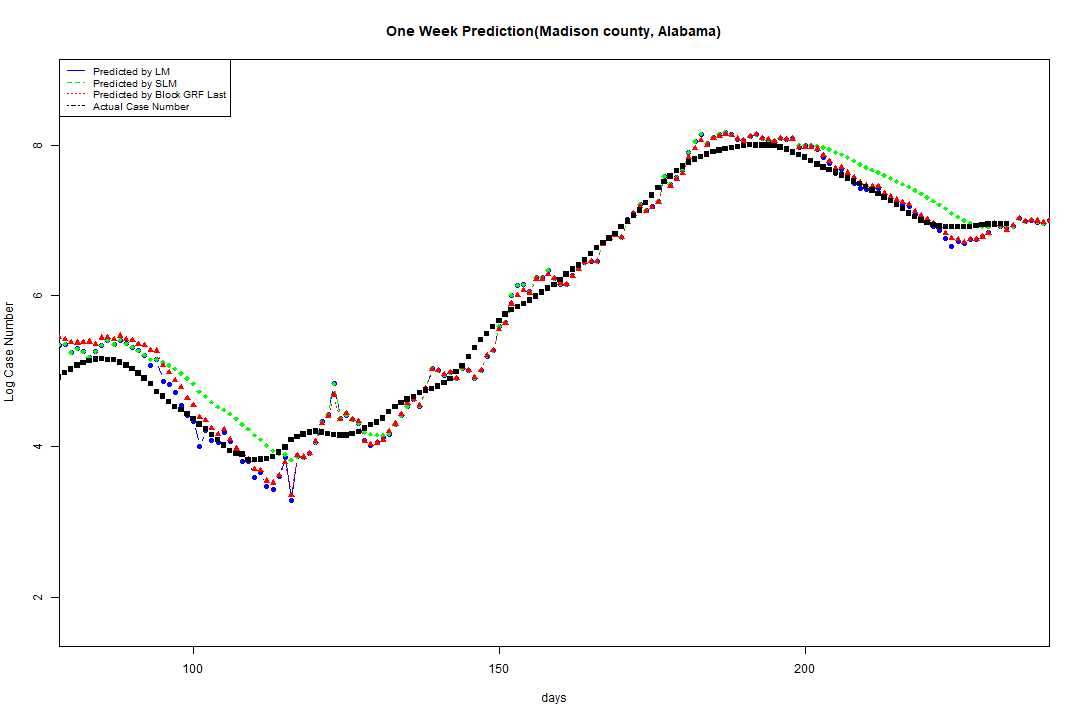 One Week Prediction(Madison county, Alabama)
Predicted by LM
Predicted by SLM
Predicted by Block GRF Last
Actual Case Number
Log Case Number
8
6
4
2
100
150
200
days